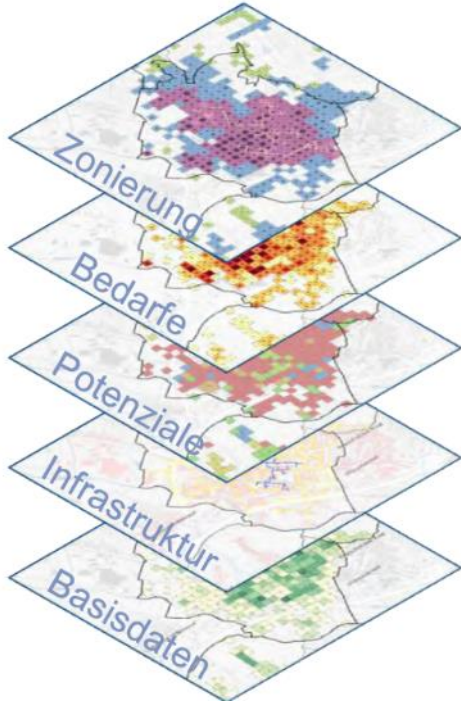 Zonierung
Bedarfe
Potenziale
Infrastruktur
Basisdaten